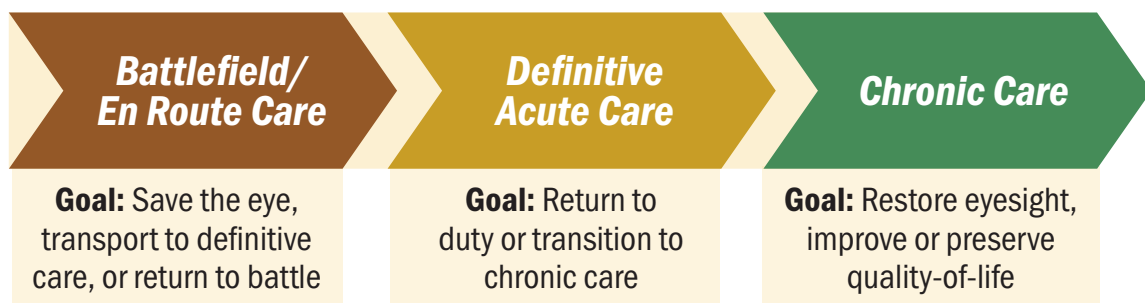 Battlefield/
En Route Care
Definitive
Acute Care
Chronic Care
Goal: Save the eye,
transport to definitive
care, or return to battle
Goal: Return to
duty or transition to
chronic care
Goal: Restore eyesight,
improve or preserve
quality-of-life